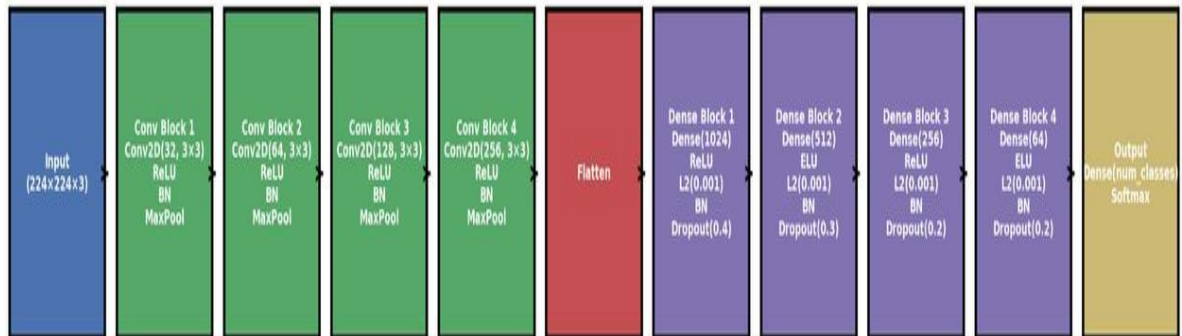 Input
(224×224×3)
Conv Block 1
Conv2D(32, 3×3)
ReLU
BN
MaxPool
Conv Block 2
Conv2D(64, 3×3)
ReLU
BN
MaxPool
Conv Block 3
Conv2D(128, 3×3)
ReLU
BN
MaxPool
Conv Block 4
Conv2D(256, 3×3)
ReLU
BN
MaxPool
Flatten
Dense Block 1
Dense(1024)
ReLU
L2(0.001)
BN
Dropout(0.4)
Dense Block 2
Dense(512)
ELU
L2(0.001)
BN
Dropout(0.3)
Dense Block 3
Dense(256)
ReLU
L2(0.001)
BN
Dropout(0.2)
Dense Block 4
Dense(64)
ELU
L2(0.001)
BN
Dropout(0.2)
Output
Dense(num_classes)
Softmax